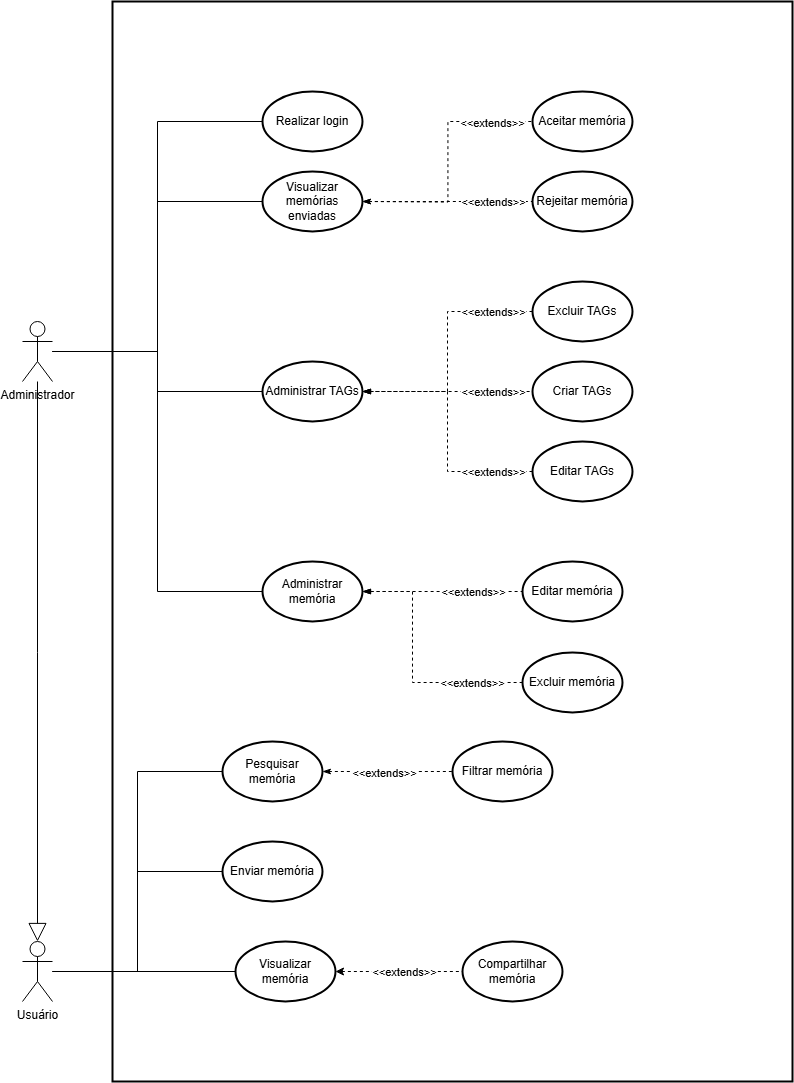 Realizar login
<<extends>>
Aceitar memória
Visualizar
memórias
enviadas
<<extends>>
Rejeitar memória
<<extends>>
Excluir TAGs
Administrador
Administrar TAGs
<<extends>>
Criar TAGs
<<extends>>
Editar TAGs
Administrar
memória
<<extends>>
Editar memória
<<extends>>
Excluir memória
Pesquisar
memória
<<extends>>
Filtrar memória
Enviar memória
Visualizar
memória
<<extends>>
Compartilhar
memória
Usuário